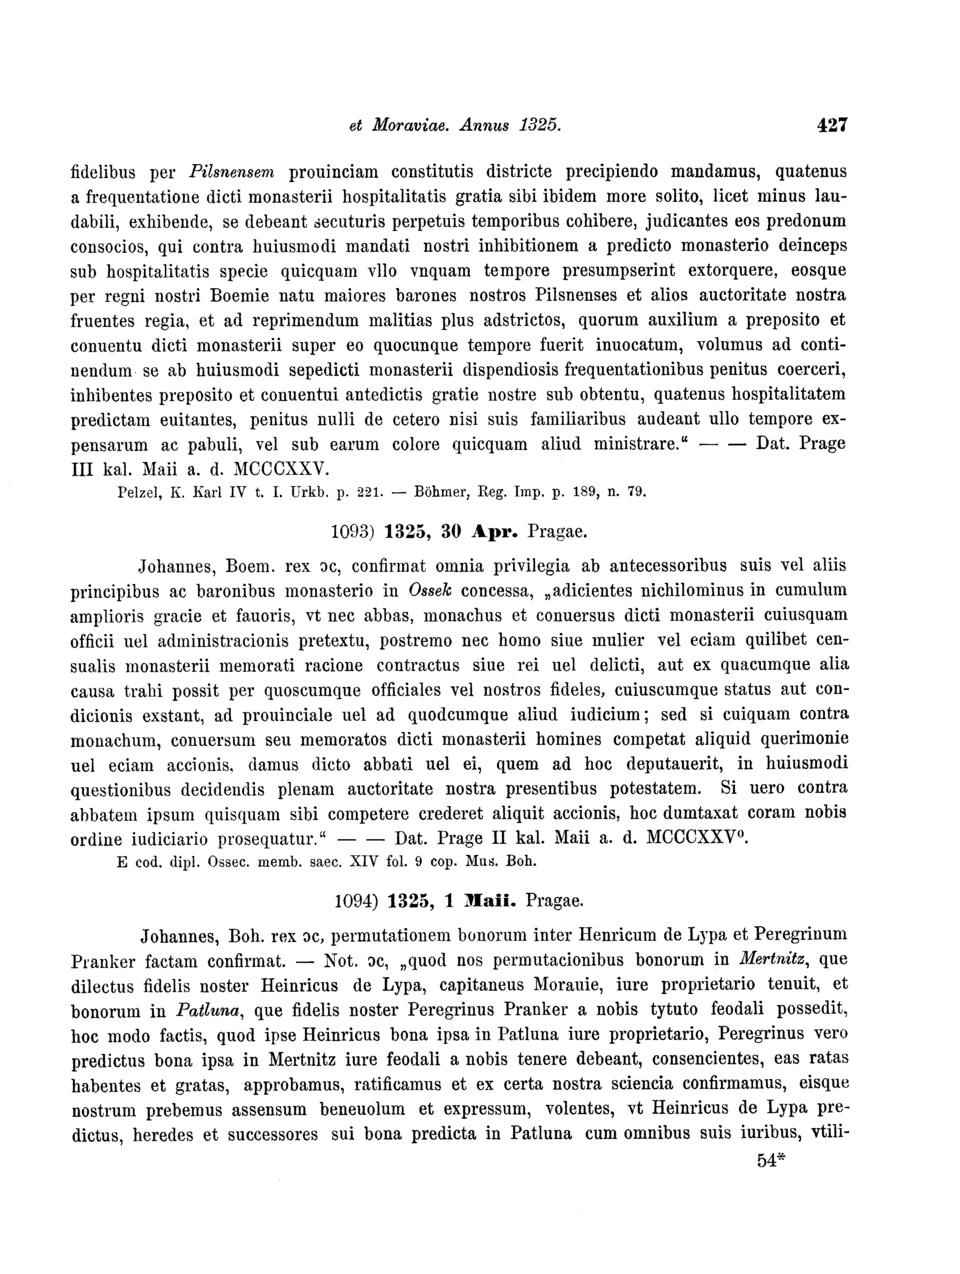 et Moraviae. Annus 1325. 427
fidelibus per Pilsnensem prouinciam constitutis districte precipiendo mandamus, quatenus
a frequentatione dicti monasterii hospitalitatis gratia sibi ibidem more solito, licet minus lau-
dabili, exhibende, se debeant secuturis perpetuis temporibus cohibere, judicantes eos predonum
consocios, qui contra huiusmodi mandati nostri inhibitionem a predicto monasterio deinceps
sub hospitalitatis specie quicquam vllo vnquam tempore presumpserint extorquere, eosque
per regni nostri Boemie natu maiores barones nostros Pilsnenses et alios auctoritate nostra
fruentes regia, et ad reprimendum malitias plus adstrictos, quorum auxilium a preposito et
conuentu dicti monasterii super eo quocunque tempore fuerit inuocatum, volumus ad conti-
nendum se ab huiusmodi sepedicti monasterii dispendiosis frequentationibus penitus coerceri,
inhibentes preposito et conuentui antedictis gratie nostre sub obtentu, quatenus hospitalitatem
predictam euitantes, penitus nulli de cetero nisi suis familiaribus audeant ullo tempore ex-
pensarum ac pabuli, vel sub earum colore quicquam aliud ministrare.“ — — Dat. Prage
III kal. Maii a. d. MCCCXXV.
Pelzel, K. Karl IV t. I. Urkb. p. 221. — Böhmer, Reg. Imp. p. 189, n. 79.
1093) 1325, 30 Apr. Pragae.
Johannes, Boem. rex ɔc, confirmat omnia privilegia ab antecessoribus suis vel aliis
principibus ac baronibus monasterio in Ossek concessa, „adicientes nichilominus in cumulum
amplioris gracie et fauoris, vt nec abbas, monachus et conuersus dicti monasterii cuiusquam
officii uel administracionis pretextu, postremo nec homo siue mulier vel eciam quilibet cen-
sualis monasterii memorati racione contractus siue rei uel delicti, aut ex quacumque alia
causa trahi possit per quoscumque officiales vel nostros fideles, cuiuscumque status aut con-
dicionis exstant, ad prouinciale uel ad quodcumque aliud iudicium; sed si cuiquam contra
monachum, conuersum seu memoratos dicti monasterii homines competat aliquid querimonie
uel eciam accionis, damus dicto abbati uel ei, quem ad hoc deputauerit, in huiusmodi
questionibus decidendis plenam auctoritate nostra presentibus potestatem. Si uero contra
abbatem ipsum quisquam sibi competere crederet aliquit accionis, hoc dumtaxat coram nobis
ordine iudiciario prosequatur.“ — — Dat. Prage II kal. Maii a. d. MCCCXXV⁰.
E cod. dipl. Ossec. memb. saec. XIV fol. 9 cop. Mus. Boh.
1094) 1325, 1 Maii. Pragae.
Johannes, Boh. rex ɔc, permutationem bonorum inter Henricum de Lypa et Peregrinum
Pranker factam confirmat. — Not. ɔc, „quod nos permutacionibus bonorum in Mertnitz, que
dilectus fidelis noster Heinricus de Lypa, capitaneus Morauie, iure proprietario tenuit, et
bonorum in Patluna, que fidelis noster Peregrinus Pranker a nobis tytuto feodali possedit,
hoc modo factis, quod ipse Heinricus bona ipsa in Patluna iure proprietario, Peregrinus vero
predictus bona ipsa in Mertnitz iure feodali a nobis tenere debeant, consencientes, eas ratas
habentes et gratas, approbamus, ratificamus et ex certa nostra sciencia confirmamus, eisque
nostrum prebemus assensum beneuolum et expressum, volentes, vt Heinricus de Lypa pre-
dictus, heredes et successores sui bona predicta in Patluna cum omnibus suis iuribus, vtili-
54*